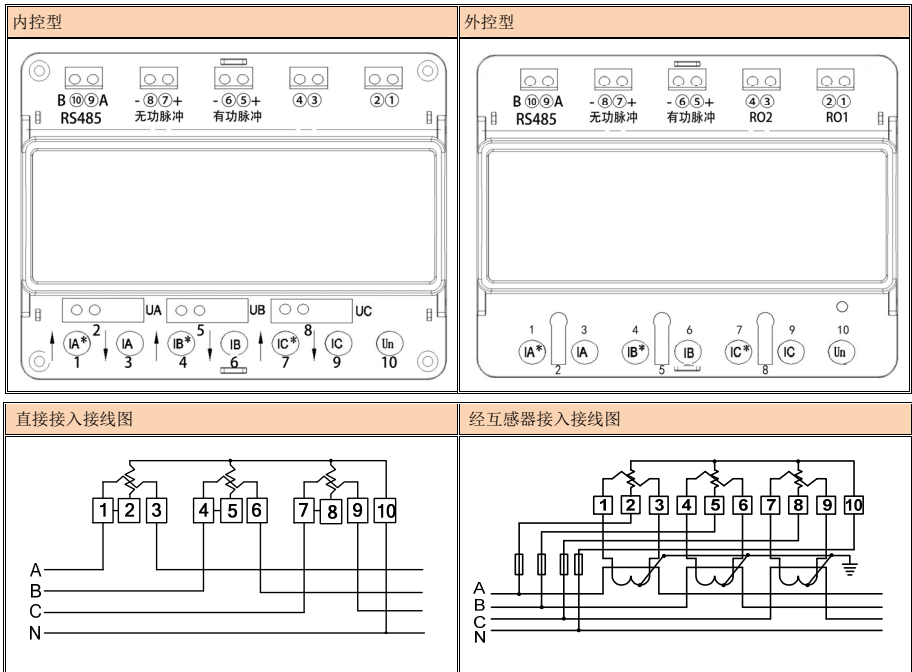 内控型
外控型
B ⑩⑨ A
- ⑧⑦ +
- ⑥⑤ +
④③
②①
RS485
无功脉冲
有功脉冲
UA
UB
UC
2
5
8
IA*
IA
IB*
IB
IC*
IC
Un
1
3
4
6
7
9
10
B ⑩⑨ A
- ⑧⑦ +
- ⑥⑤ +
④③
②①
RS485
无功脉冲
有功脉冲
RO2
RO1
1
3
4
6
7
9
10
IA*
IA
IB*
IB
IC*
IC
Un
2
5
8
直接接入接线图
经互感器接入接线图
1 2 3 4 5 6 7 8 9 10
A
B
C
N
1 2 3 4 5 6 7 8 9 10
A
B
C
N